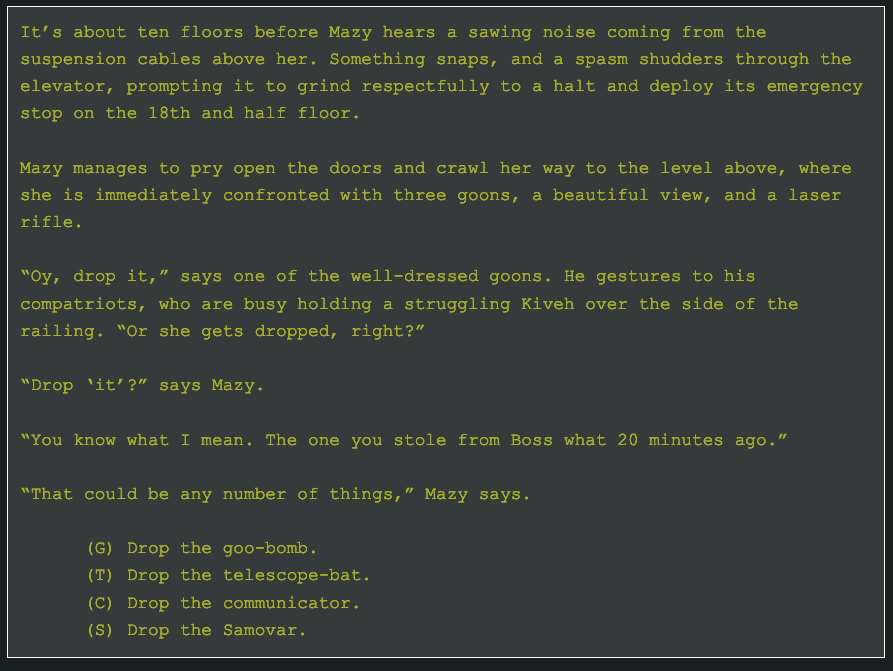 It’s about ten floors before Mazy hears a sawing noise coming from the
suspension cables above her. Something snaps, and a spasm shudders through the
elevator, prompting it to grind respectfully to a halt and deploy its emergency
stop on the 18th and half floor.
Mazy manages to pry open the doors and crawl her way to the level above, where
she is immediately confronted with three goons, a beautiful view, and a laser
rifle.
“Oy, drop it,” says one of the well-dressed goons. He gestures to his
compatriots, who are busy holding a struggling Kiveh over the side of the
railing. “Or she gets dropped, right?”
“Drop ‘it’?” says Mazy.
“You know what I mean. The one you stole from Boss what 20 minutes ago.”
“That could be any number of things,” Mazy says.
(G) Drop the goo-bomb.
(T) Drop the telescope-bat.
(C) Drop the communicator.
(S) Drop the Samovar.